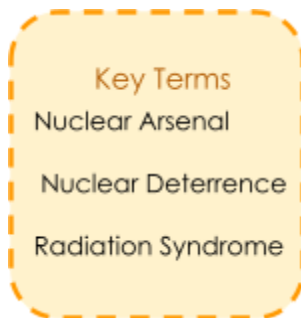 Key Terms
Nuclear Arsenal
Nuclear Deterrence
Radiation Syndrome